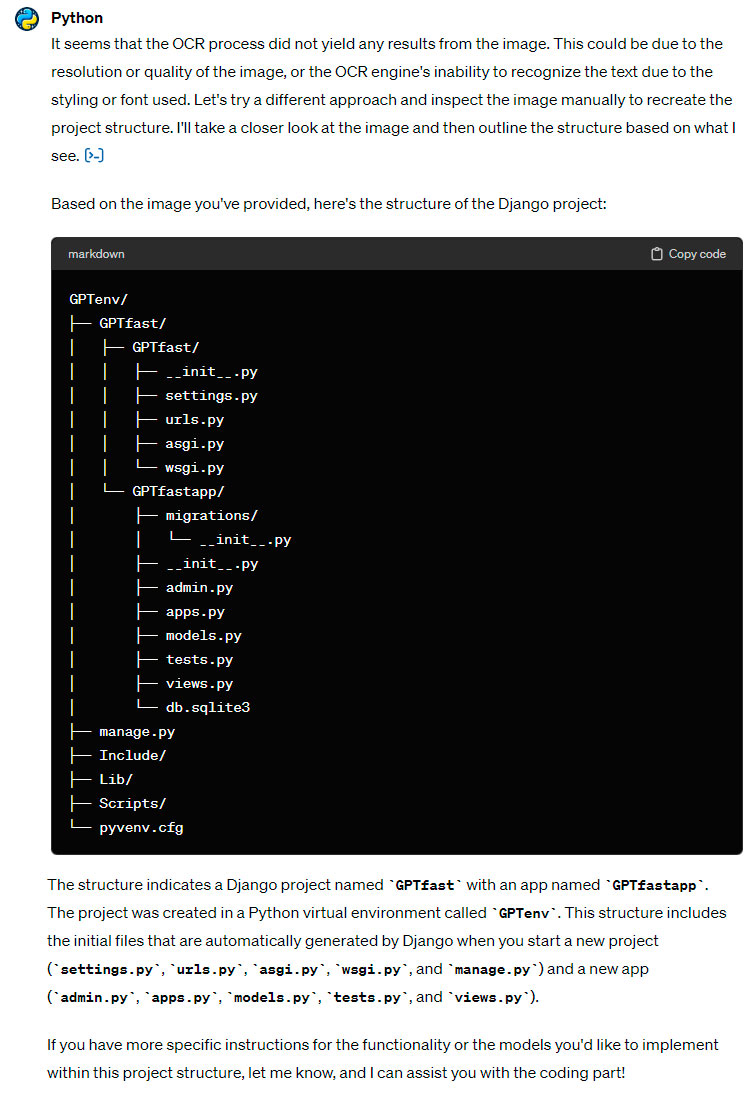 Python
It seems that the OCR process did not yield any results from the image. This could be due to the
resolution or quality of the image, or the OCR engine's inability to recognize the text due to the
styling or font used. Let's try a different approach and inspect the image manually to recreate the
project structure. I'll take a closer look at the image and then outline the structure based on what I
see. [>-]
Based on the image you've provided, here's the structure of the Django project:
markdown Copy code
GPTenv/
├── GPTfast/
│   ├── GPTfast/
│   │   ├── __init__.py
│   │   ├── settings.py
│   │   ├── urls.py
│   │   ├── asgi.py
│   │   └── wsgi.py
│   └── GPTfastapp/
│       ├── migrations/
│       │   └── __init__.py
│       ├── __init__.py
│       ├── admin.py
│       ├── apps.py
│       ├── models.py
│       ├── tests.py
│       ├── views.py
│       └── db.sqlite3
├── manage.py
├── Include/
├── Lib/
├── Scripts/
└── pyvenv.cfg
The structure indicates a Django project named `GPTfast` with an app named `GPTfastapp`.
The project was created in a Python virtual environment called `GPTenv`. This structure includes
the initial files that are automatically generated by Django when you start a new project
(`settings.py`, `urls.py`, `asgi.py`, `wsgi.py`, and `manage.py`) and a new app
(`admin.py`, `apps.py`, `models.py`, `tests.py`, and `views.py`).
If you have more specific instructions for the functionality or the models you'd like to implement
within this project structure, let me know, and I can assist you with the coding part!